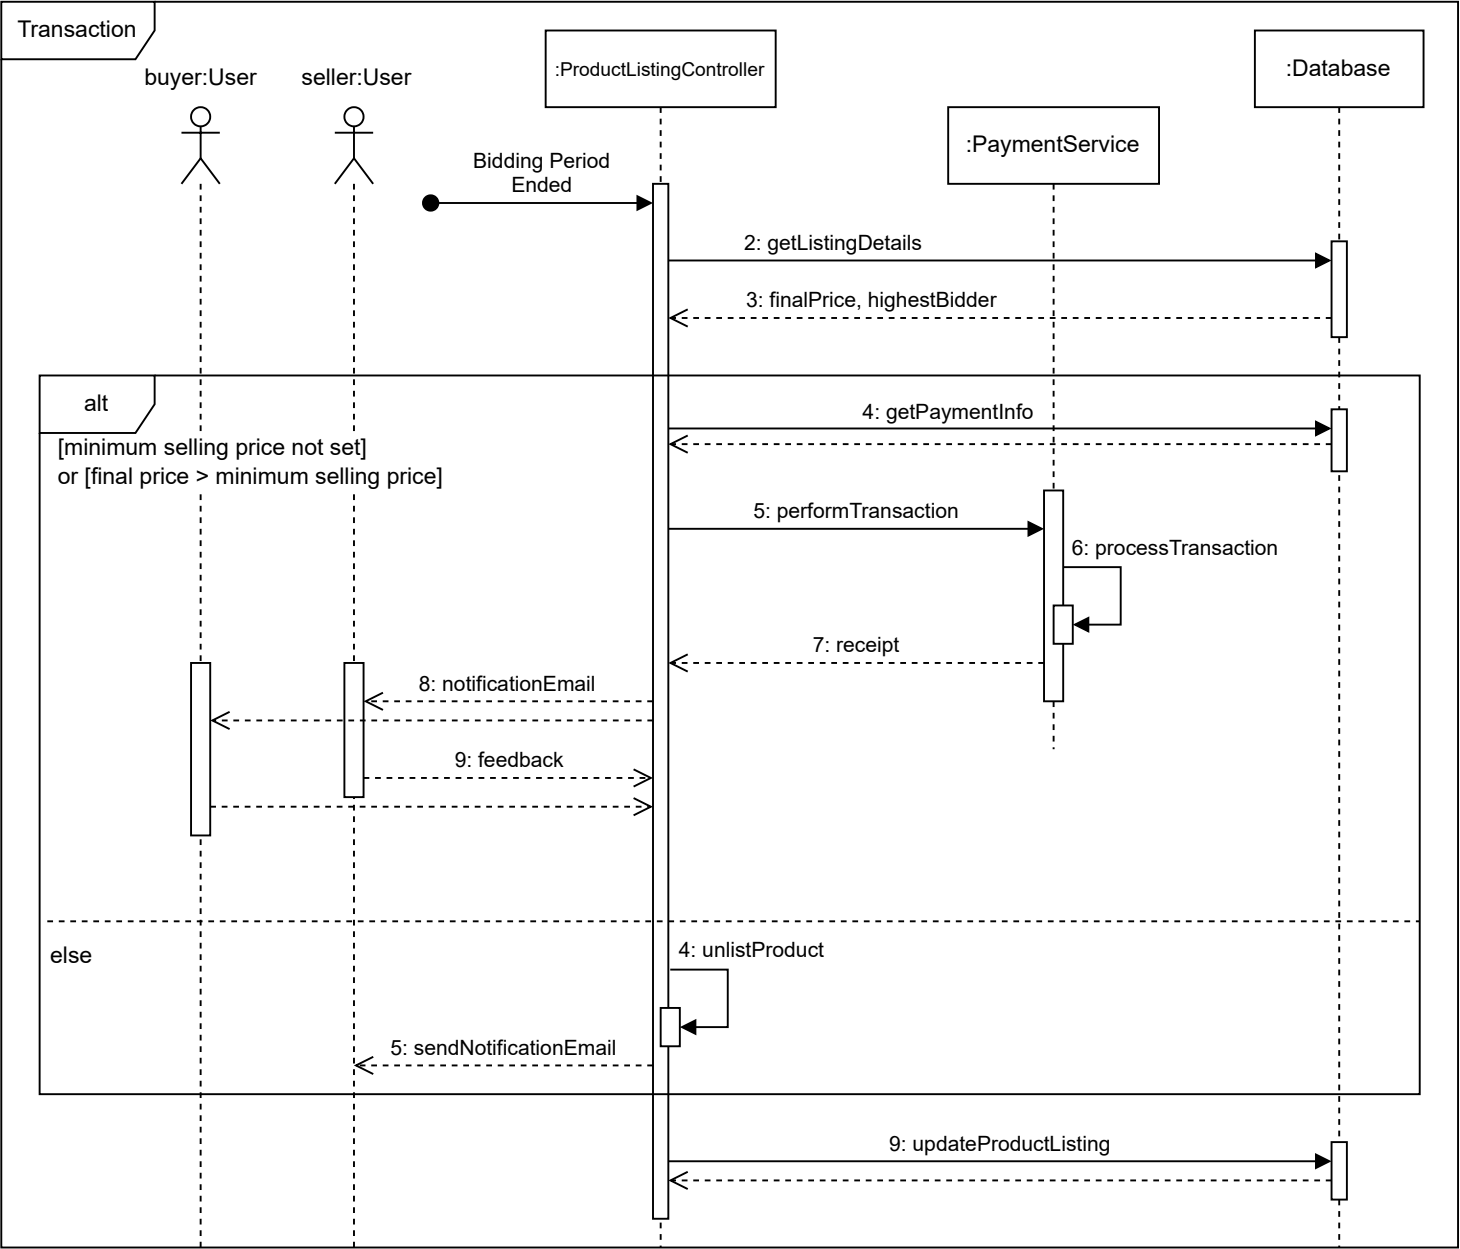 Transaction
buyer:User
seller:User
:ProductListingController
:PaymentService
:Database
Bidding Period
Ended
2: getListingDetails
3: finalPrice, highestBidder
alt
[minimum selling price not set]
or [final price > minimum selling price]
4: getPaymentInfo
5: performTransaction
6: processTransaction
7: receipt
8: notificationEmail
9: feedback
else
4: unlistProduct
5: sendNotificationEmail
9: updateProductListing